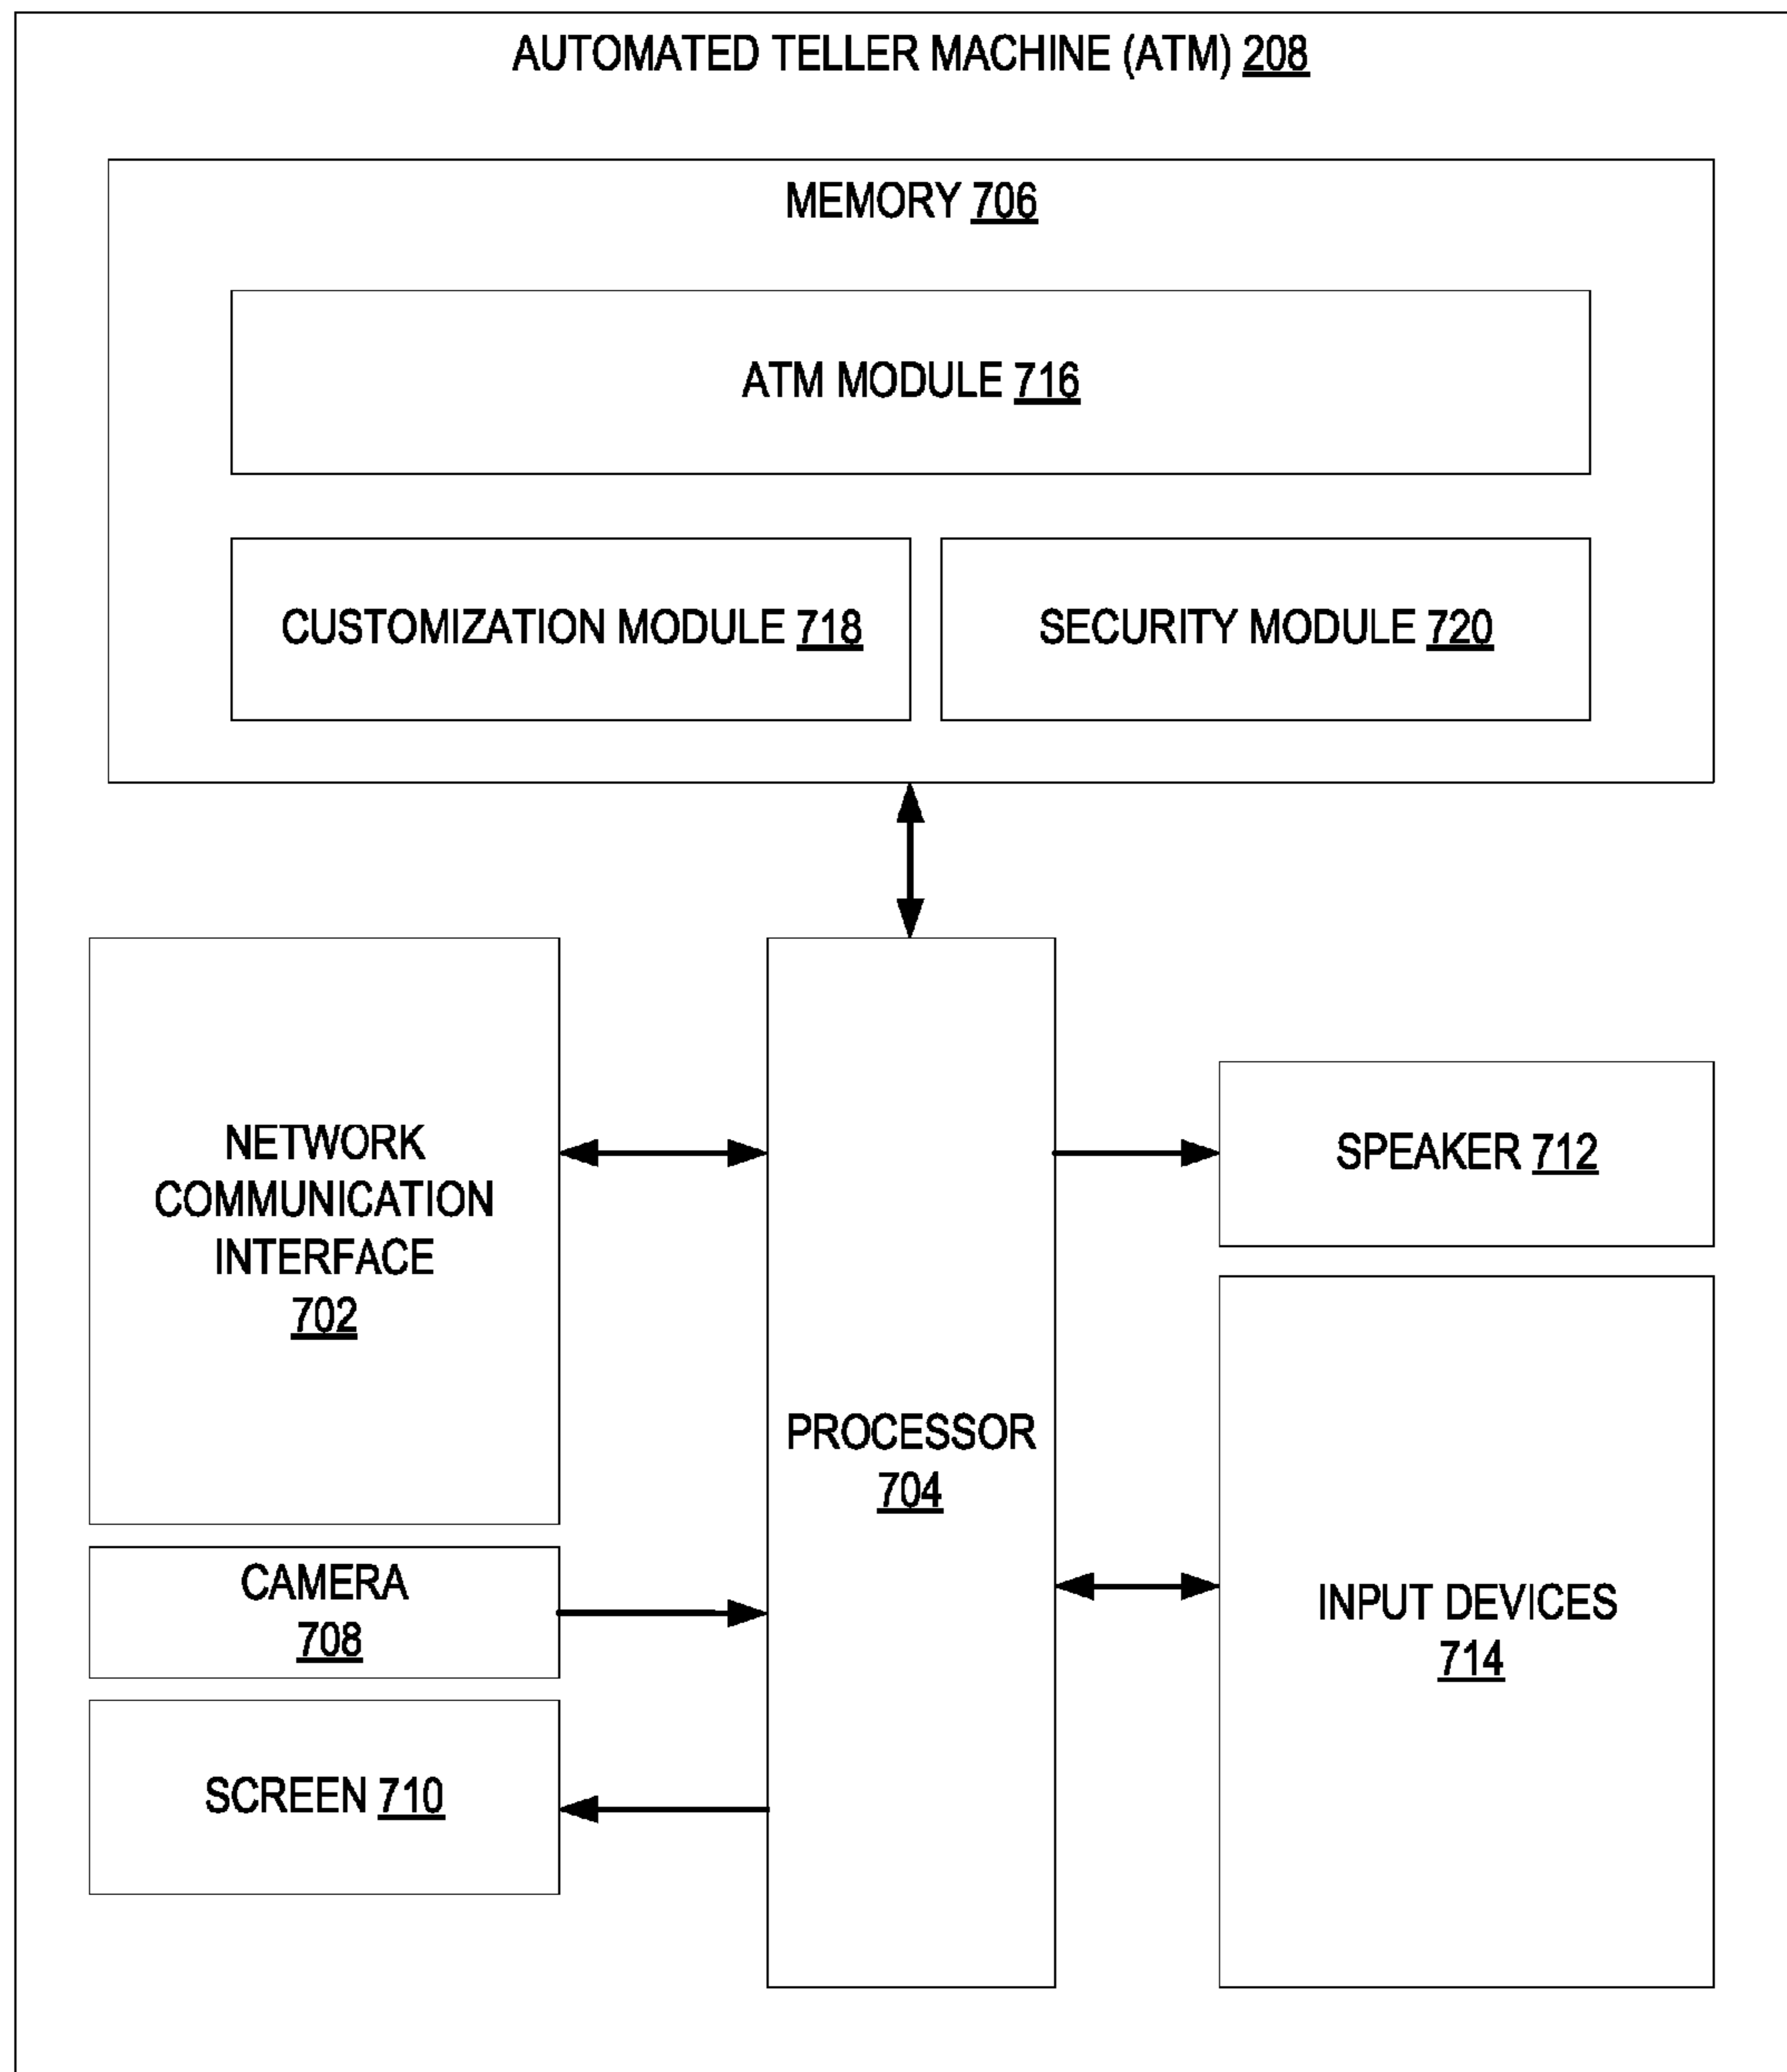 AUTOMATED TELLER MACHINE (ATM) 208
MEMORY 706
ATM MODULE 716
CUSTOMIZATION MODULE 718
SECURITY MODULE 720
NETWORK
COMMUNICATION
INTERFACE
702
PROCESSOR
704
SPEAKER 712
CAMERA
708
INPUT DEVICES
714
SCREEN 710